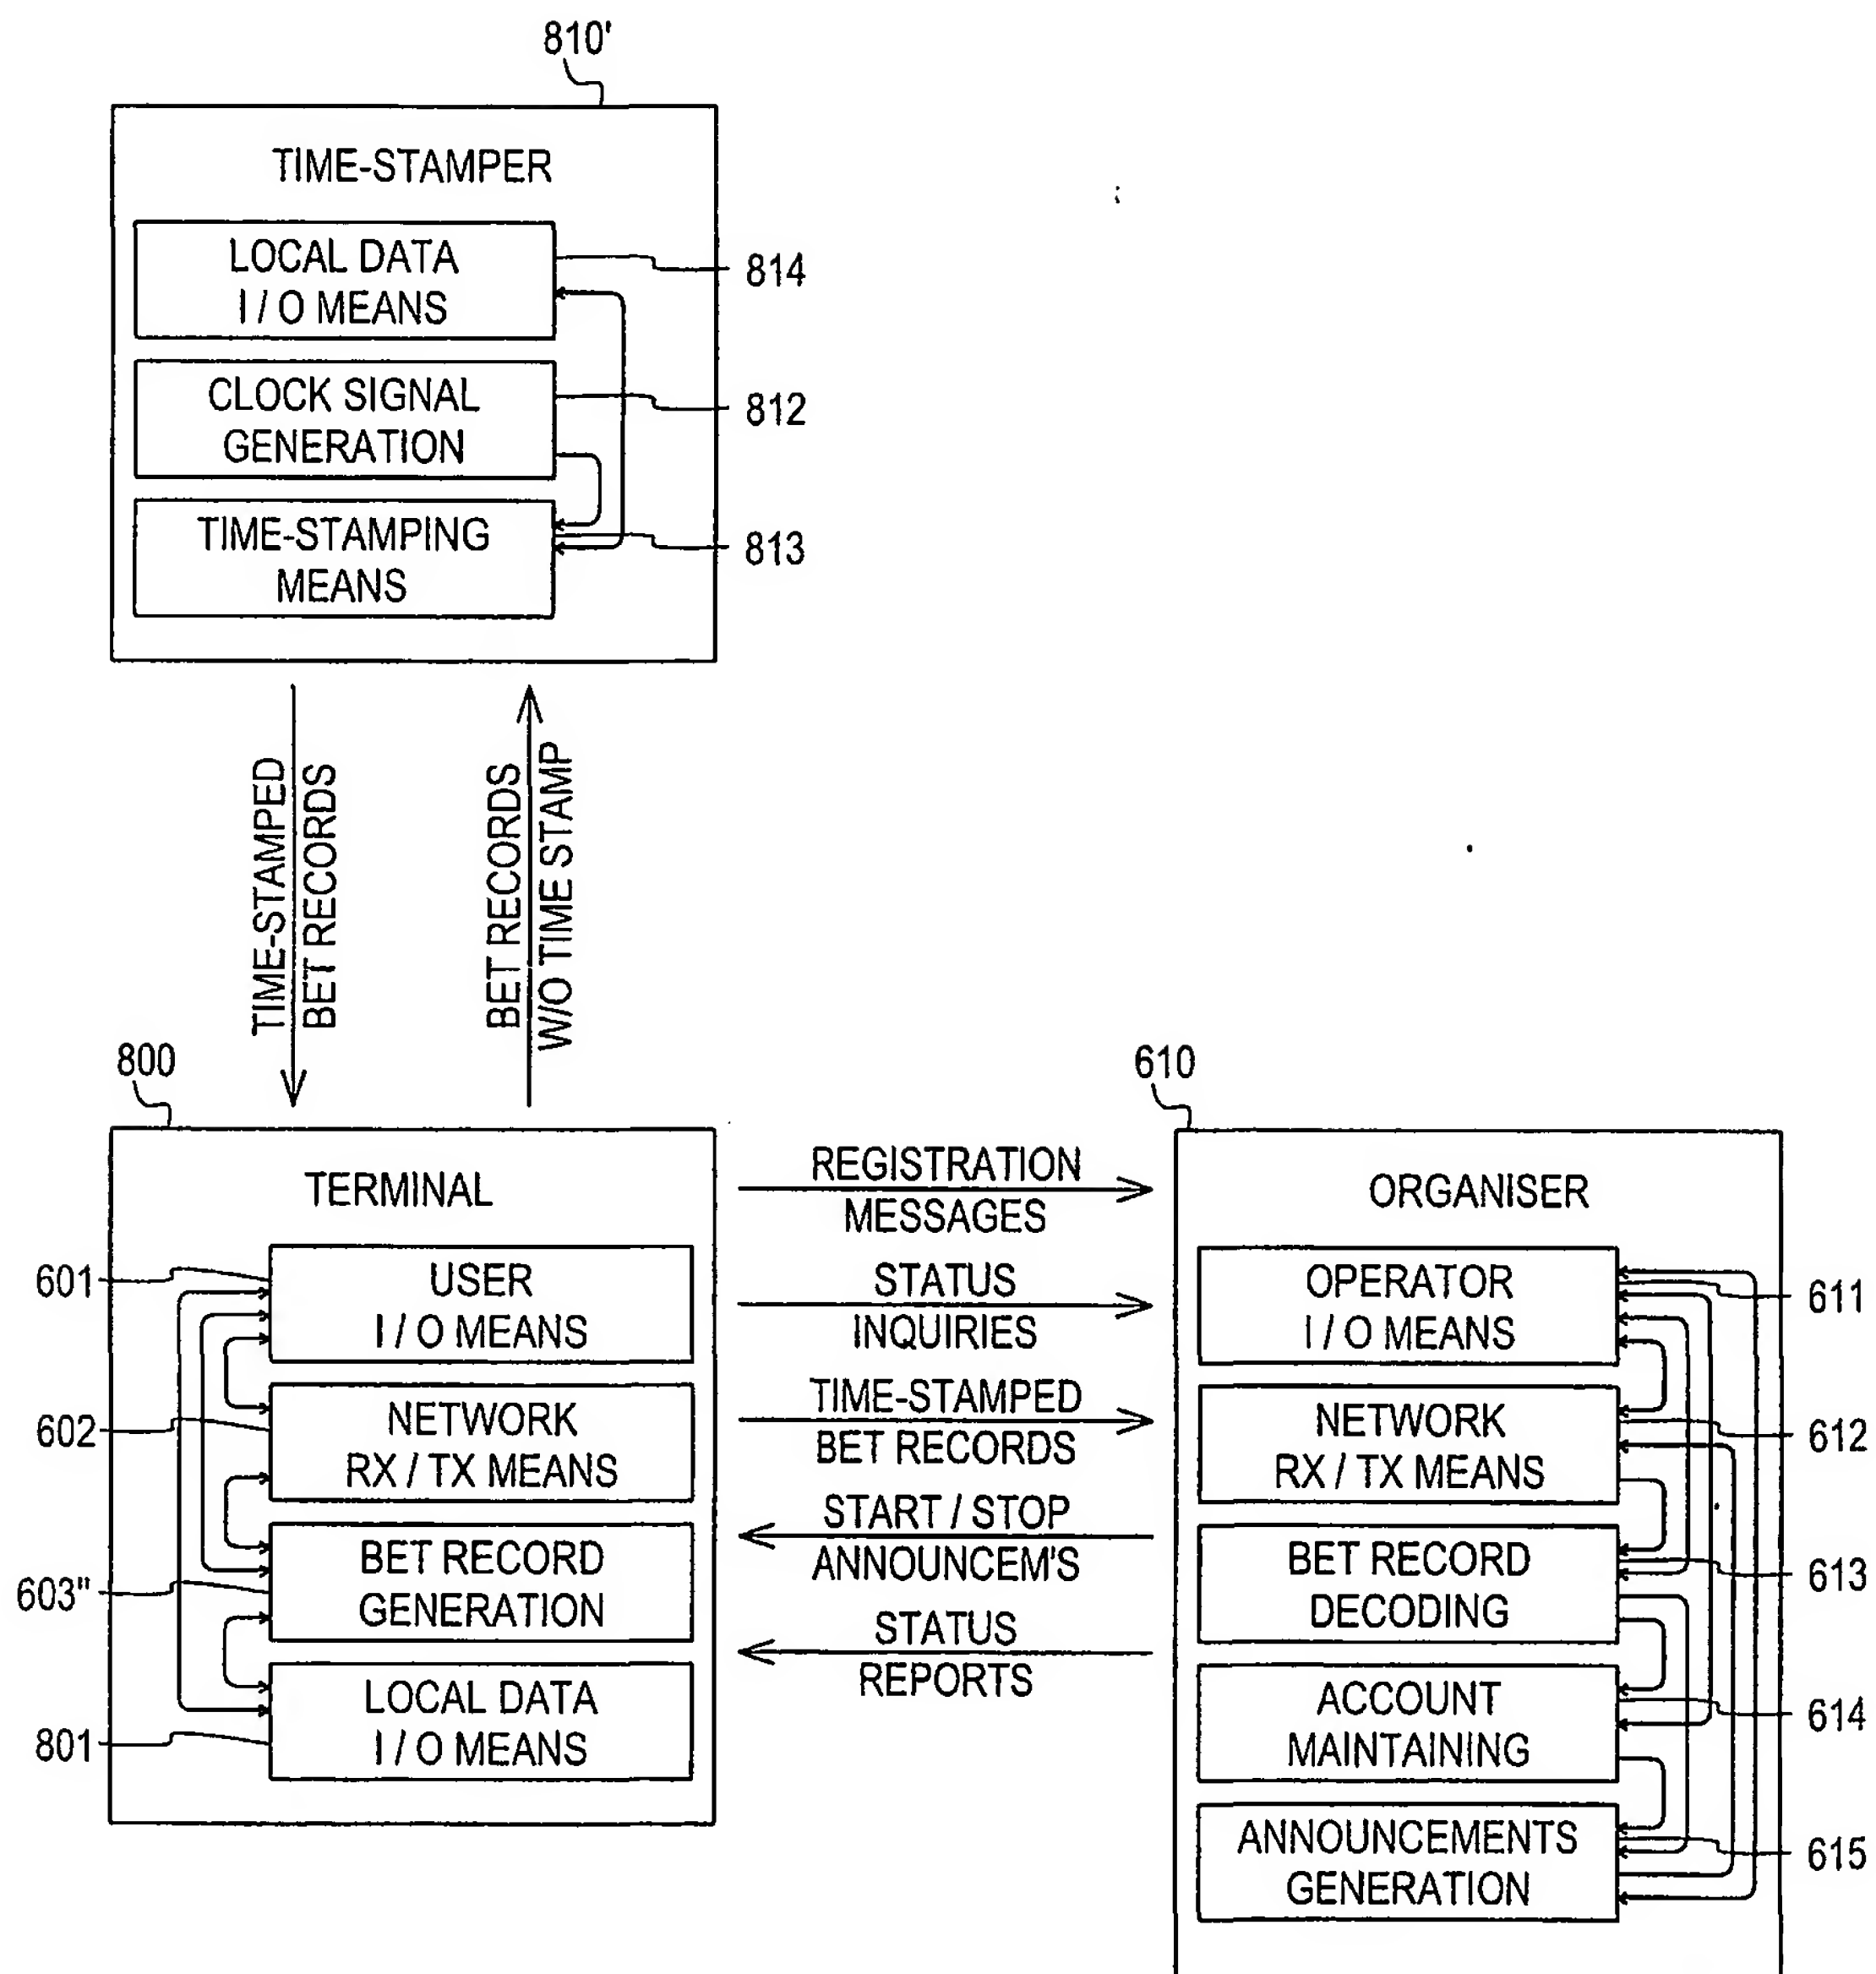 810'
TIME-STAMPER
LOCAL DATA
I / O MEANS
814
CLOCK SIGNAL
GENERATION
812
TIME-STAMPING
MEANS
813
TIME-STAMPED
BET RECORDS
BET RECORDS
W/O TIME STAMP
800
TERMINAL
601
USER
I / O MEANS
602
NETWORK
RX / TX MEANS
603"
BET RECORD
GENERATION
801
LOCAL DATA
I / O MEANS
REGISTRATION
MESSAGES
STATUS
INQUIRIES
TIME-STAMPED
BET RECORDS
START / STOP
ANNOUNCEM'S
STATUS
REPORTS
610
ORGANISER
OPERATOR
I / O MEANS
611
NETWORK
RX / TX MEANS
612
BET RECORD
DECODING
613
ACCOUNT
MAINTAINING
614
ANNOUNCEMENTS
GENERATION
615